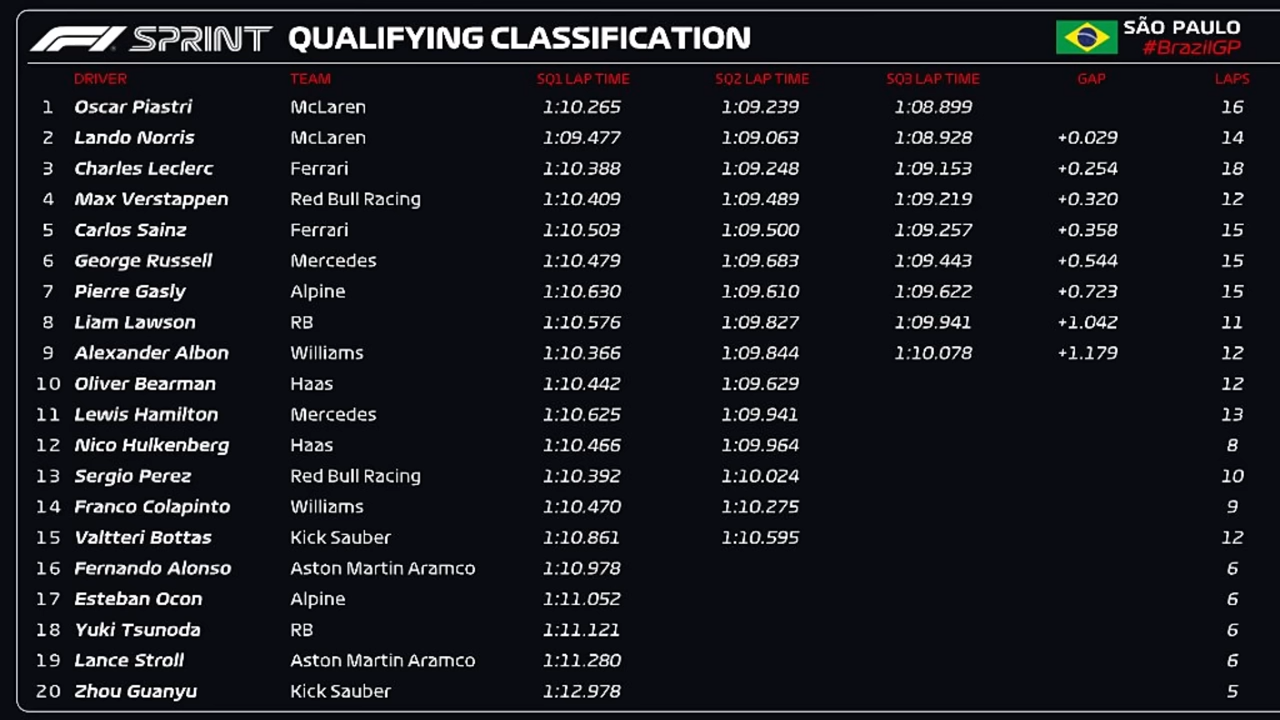 F1 SPRINT QUALIFYING CLASSIFICATION
SÃO PAULO
#BrazilGP
DRIVER TEAM SQ1 LAP TIME SQ2 LAP TIME SQ3 LAP TIME GAP LAPS
1 Oscar Piastri McLaren 1:10.265 1:09.239 1:08.899 16
2 Lando Norris McLaren 1:09.477 1:09.063 1:08.928 +0.029 14
3 Charles Leclerc Ferrari 1:10.388 1:09.248 1:09.153 +0.254 18
4 Max Verstappen Red Bull Racing 1:10.409 1:09.489 1:09.219 +0.320 12
5 Carlos Sainz Ferrari 1:10.503 1:09.500 1:09.257 +0.358 15
6 George Russell Mercedes 1:10.479 1:09.683 1:09.443 +0.544 15
7 Pierre Gasly Alpine 1:10.630 1:09.610 1:09.622 +0.723 15
8 Liam Lawson RB 1:10.576 1:09.827 1:09.941 +1.042 11
9 Alexander Albon Williams 1:10.366 1:09.844 1:10.078 +1.179 12
10 Oliver Bearman Haas 1:10.442 1:09.629 12
11 Lewis Hamilton Mercedes 1:10.625 1:09.941 13
12 Nico Hulkenberg Haas 1:10.466 1:09.964 8
13 Sergio Perez Red Bull Racing 1:10.392 1:10.024 10
14 Franco Colapinto Williams 1:10.470 1:10.275 9
15 Valtteri Bottas Kick Sauber 1:10.861 1:10.595 12
16 Fernando Alonso Aston Martin Aramco 1:10.978 6
17 Esteban Ocon Alpine 1:11.052 6
18 Yuki Tsunoda RB 1:11.121 6
19 Lance Stroll Aston Martin Aramco 1:11.280 6
20 Zhou Guanyu Kick Sauber 1:12.978 5